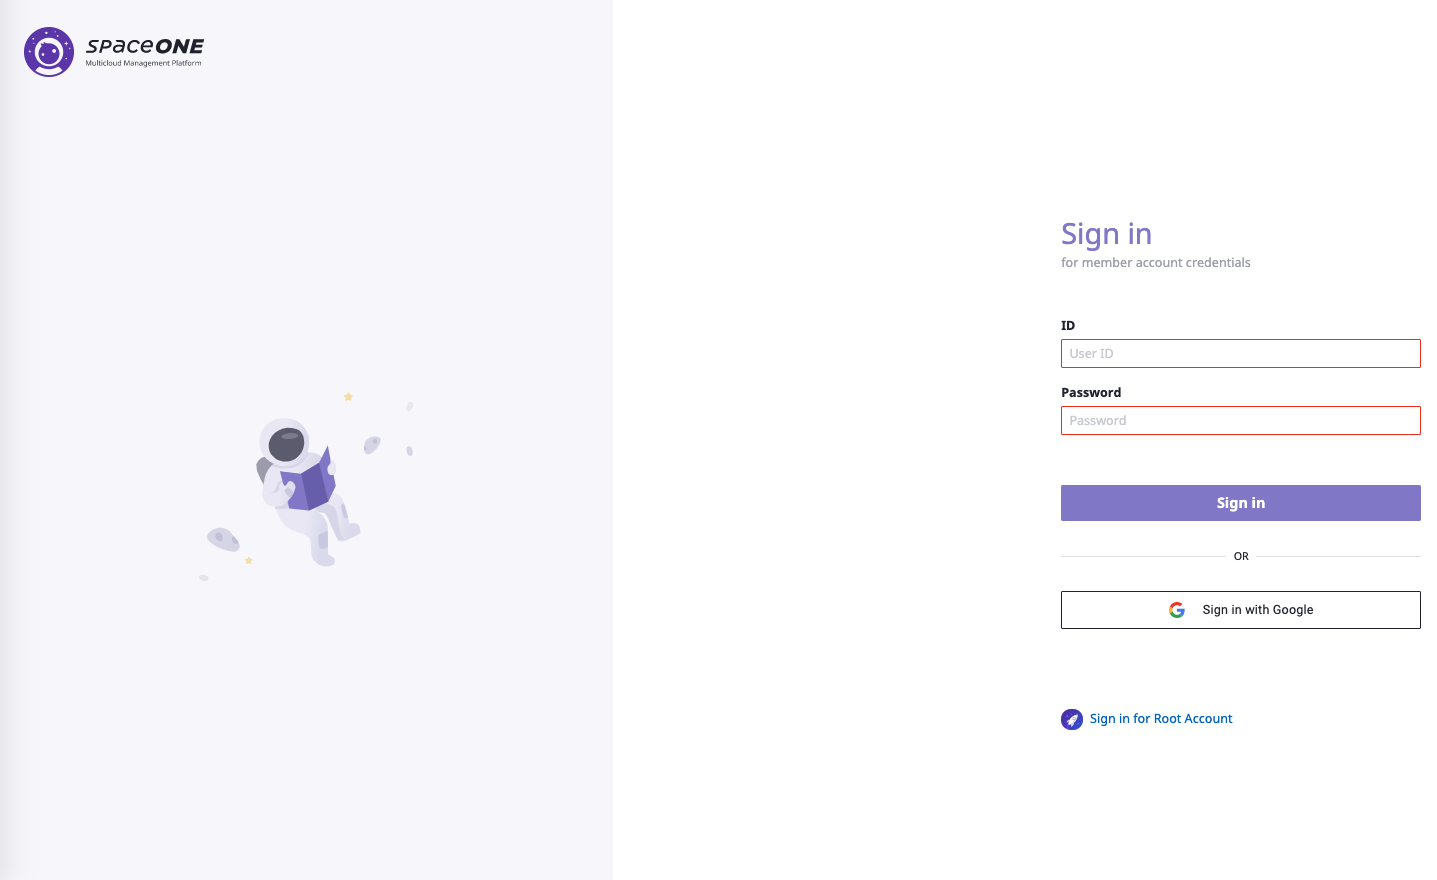 spaceONE
Multicloud Management Platform
Sign in
for member account credentials
ID
User ID
Password
Password
Sign in
OR
Sign in with Google
Sign in for Root Account